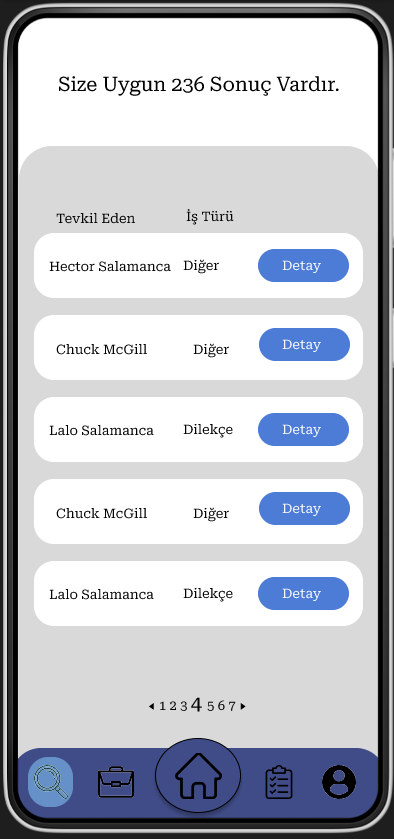 Size Uygun 236 Sonuç Vardır.
Tevkil Eden İş Türü
Hector Salamanca Diğer Detay
Chuck McGill Diğer Detay
Lalo Salamanca Dilekçe Detay
Chuck McGill Diğer Detay
Lalo Salamanca Dilekçe Detay
1 2 3 4 5 6 7